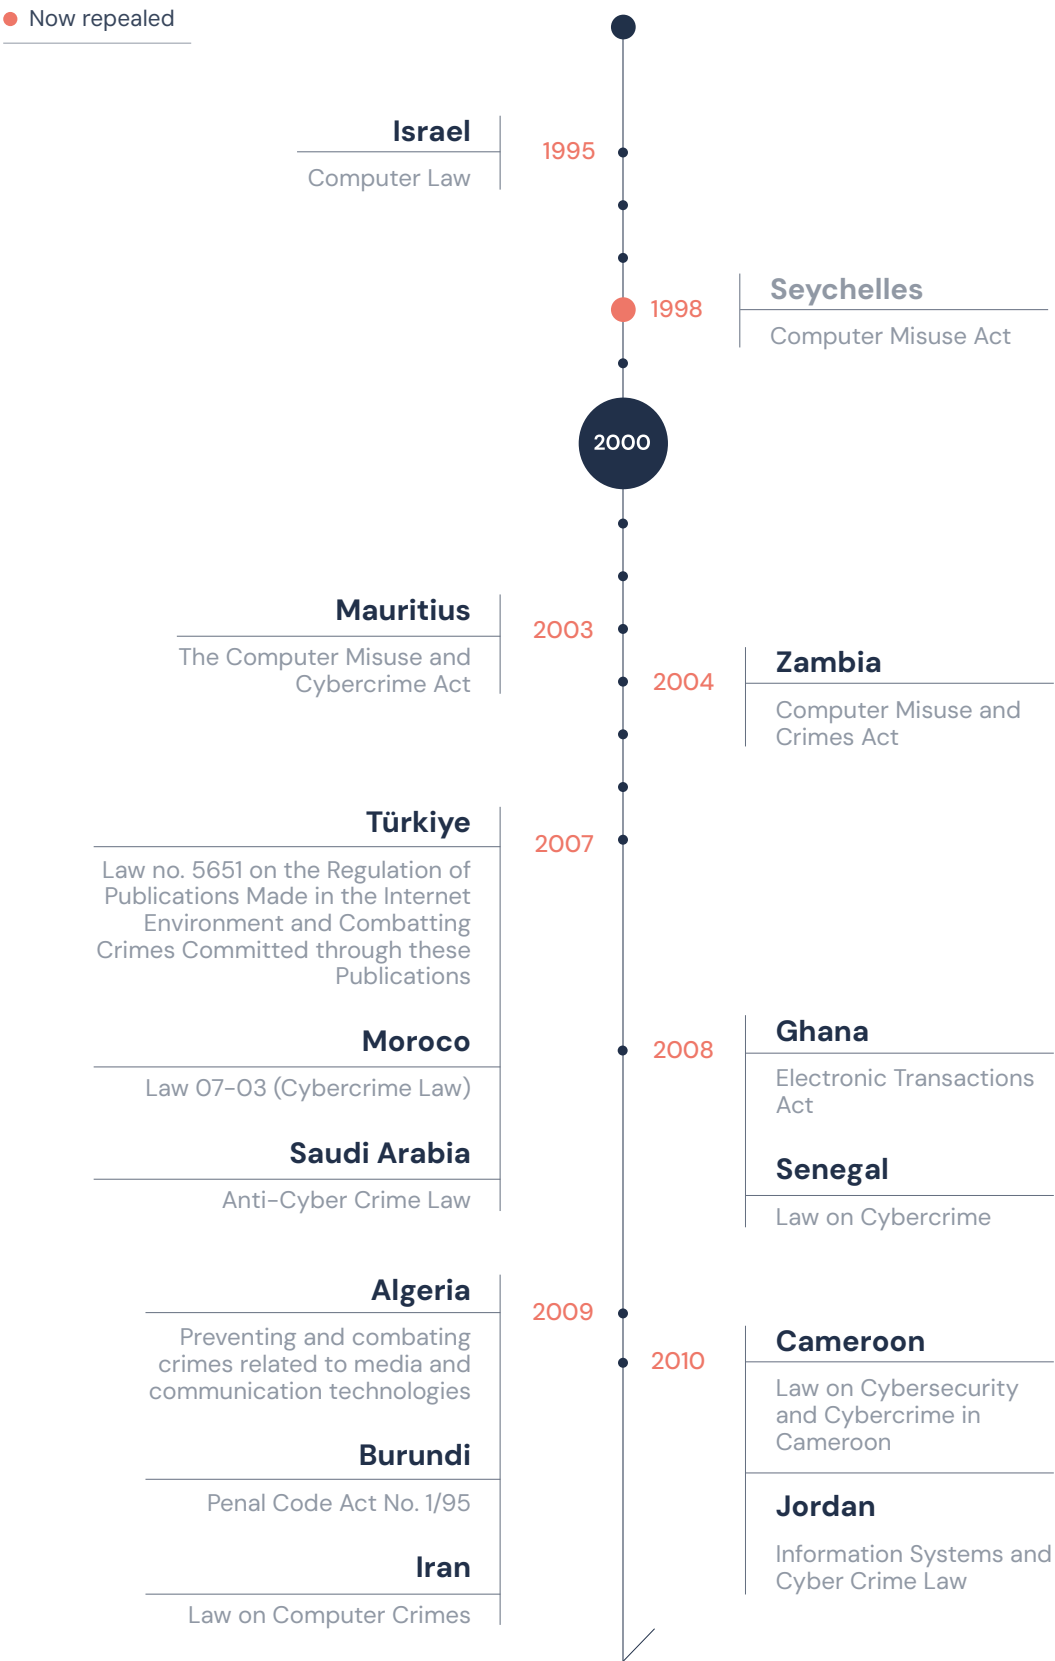 Now repealed
Israel
1995
Computer Law
Seychelles
1998
Computer Misuse Act
2000
Mauritius
2003
The Computer Misuse and
Cybercrime Act
Zambia
2004
Computer Misuse and
Crimes Act
Türkiye
2007
Law no. 5651 on the Regulation of
Publications Made in the Internet
Environment and Combatting
Crimes Committed through these
Publications
Moroco
Law 07-03 (Cybercrime Law)
Saudi Arabia
Anti-Cyber Crime Law
2008
Ghana
Electronic Transactions
Act
Senegal
Law on Cybercrime
Algeria
2009
Preventing and combating
crimes related to media and
communication technologies
Burundi
Penal Code Act No. 1/95
Iran
Law on Computer Crimes
2010
Cameroon
Law on Cybersecurity
and Cybercrime in
Cameroon
Jordan
Information Systems and
Cyber Crime Law